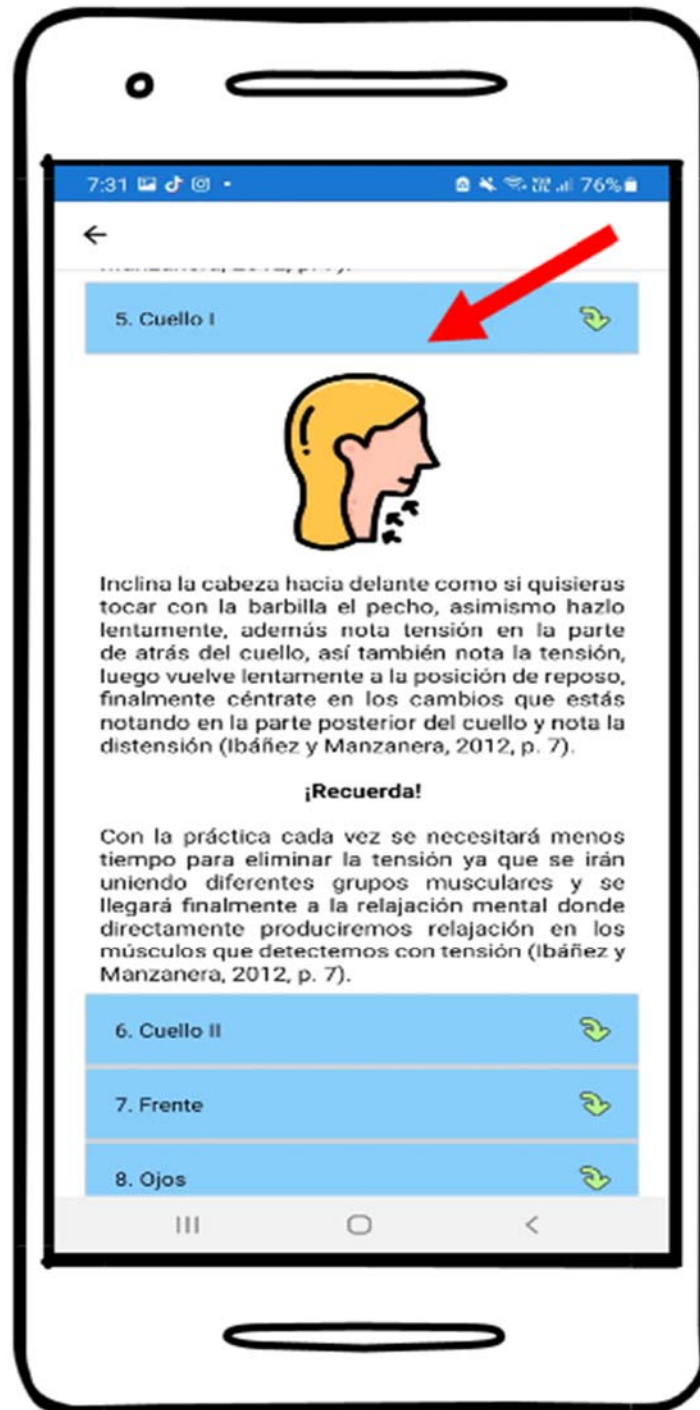 7:31
76%
5. Cuello I
Inclina la cabeza hacia delante como si quisieras
tocar con la barbilla el pecho, asimismo hazlo
lentamente, además nota tensión en la parte
de atrás del cuello, así también nota la tensión,
luego vuelve lentamente a la posición de reposo,
finalmente céntrate en los cambios que estás
notando en la parte posterior del cuello y nota la
distensión (Ibáñez y Manzanera, 2012, p. 7).
¡Recuerda!
Con la práctica cada vez se necesitará menos
tiempo para eliminar la tensión ya que se irán
uniendo diferentes grupos musculares y se
llegará finalmente a la relajación mental donde
directamente produciremos relajación en los
músculos que detectemos con tensión (Ibáñez y
Manzanera, 2012, p. 7).
6. Cuello II
7. Frente
8. Ojos